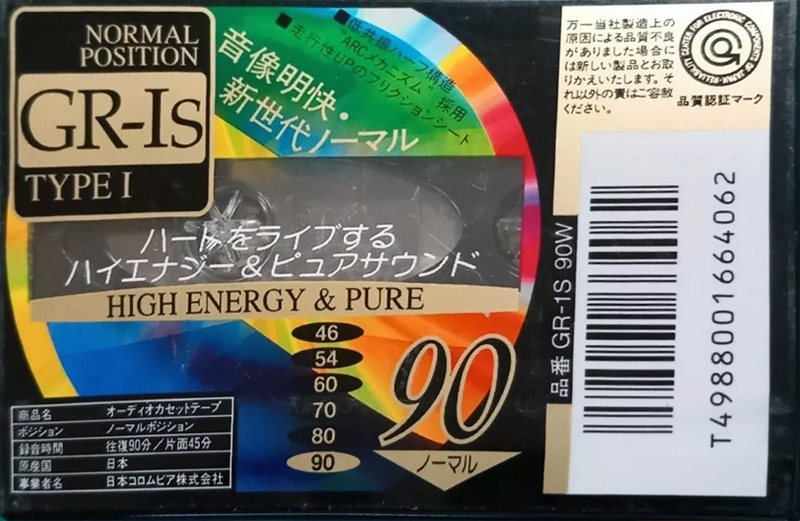 NORMAL
POSITION
GR-Is
TYPE I
音像明快・
新世代ノーマル
■低共振ハーフ構造
"ARCメカニズム"採用
■走行性UPのフリクションシート
ハートをライブする
ハイエナジー&ピュアサウンド
HIGH ENERGY & PURE
46
54
60
70
80
90
90
ノーマル
商品名 オーディオカセットテープ
ポジション ノーマルポジション
録音時間 往復90分/片面45分
原産国 日本
事業者名 日本コロムビア株式会社
万一当社製造上の
原因による品質不良
がありました場合に
は新しい製品とお取
りかえいたします。そ
れ以外の責はご容赦
ください。
RELIABILITY CENTER FOR ELECTRONIC COMPONENTS OF JAPAN
品質認証マーク
品番 GR-1S 90W
T4988001664062